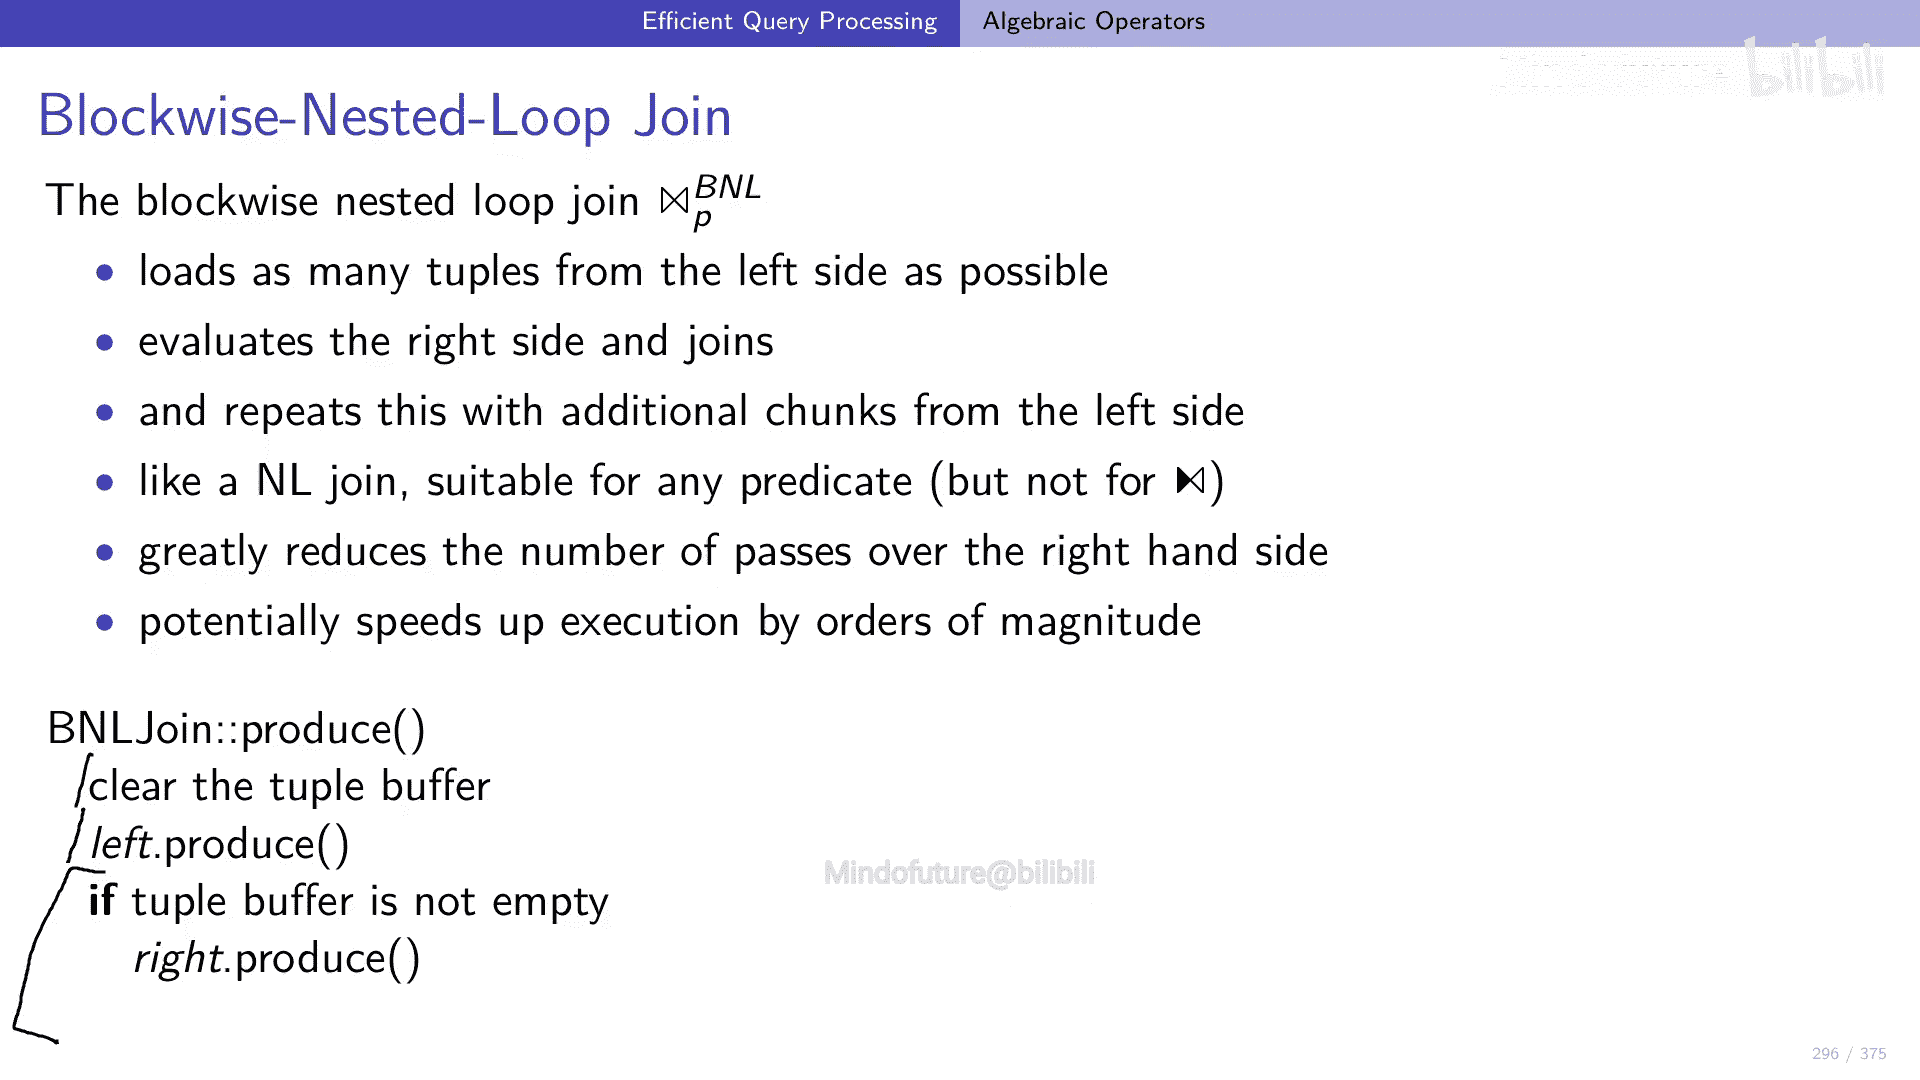 Efficient Query Processing Algebraic Operators
bilibili
Blockwise-Nested-Loop Join
The blockwise nested loop join ⋈ₚᴮᴺᴸ
• loads as many tuples from the left side as possible
• evaluates the right side and joins
• and repeats this with additional chunks from the left side
• like a NL join, suitable for any predicate (but not for ⧑)
• greatly reduces the number of passes over the right hand side
• potentially speeds up execution by orders of magnitude
BNLJoin::produce()
clear the tuple buffer
left.produce()
Mindofuture@bilibili
if tuple buffer is not empty
right.produce()
296 / 375